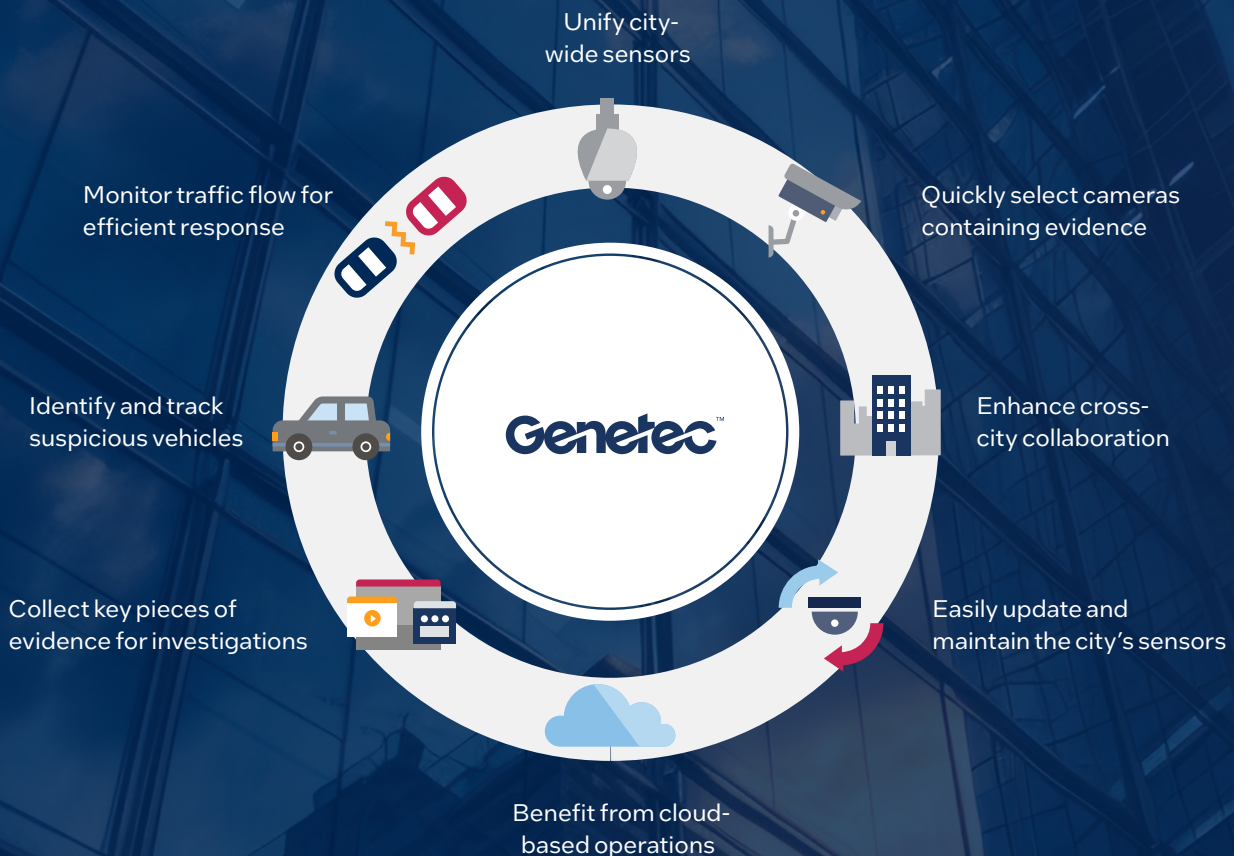 Unify city-
wide sensors
Monitor traffic flow for
efficient response
Quickly select cameras
containing evidence
Identify and track
suspicious vehicles
Genetec™
Enhance cross-
city collaboration
Collect key pieces of
evidence for investigations
Easily update and
maintain the city’s sensors
Benefit from cloud-
based operations